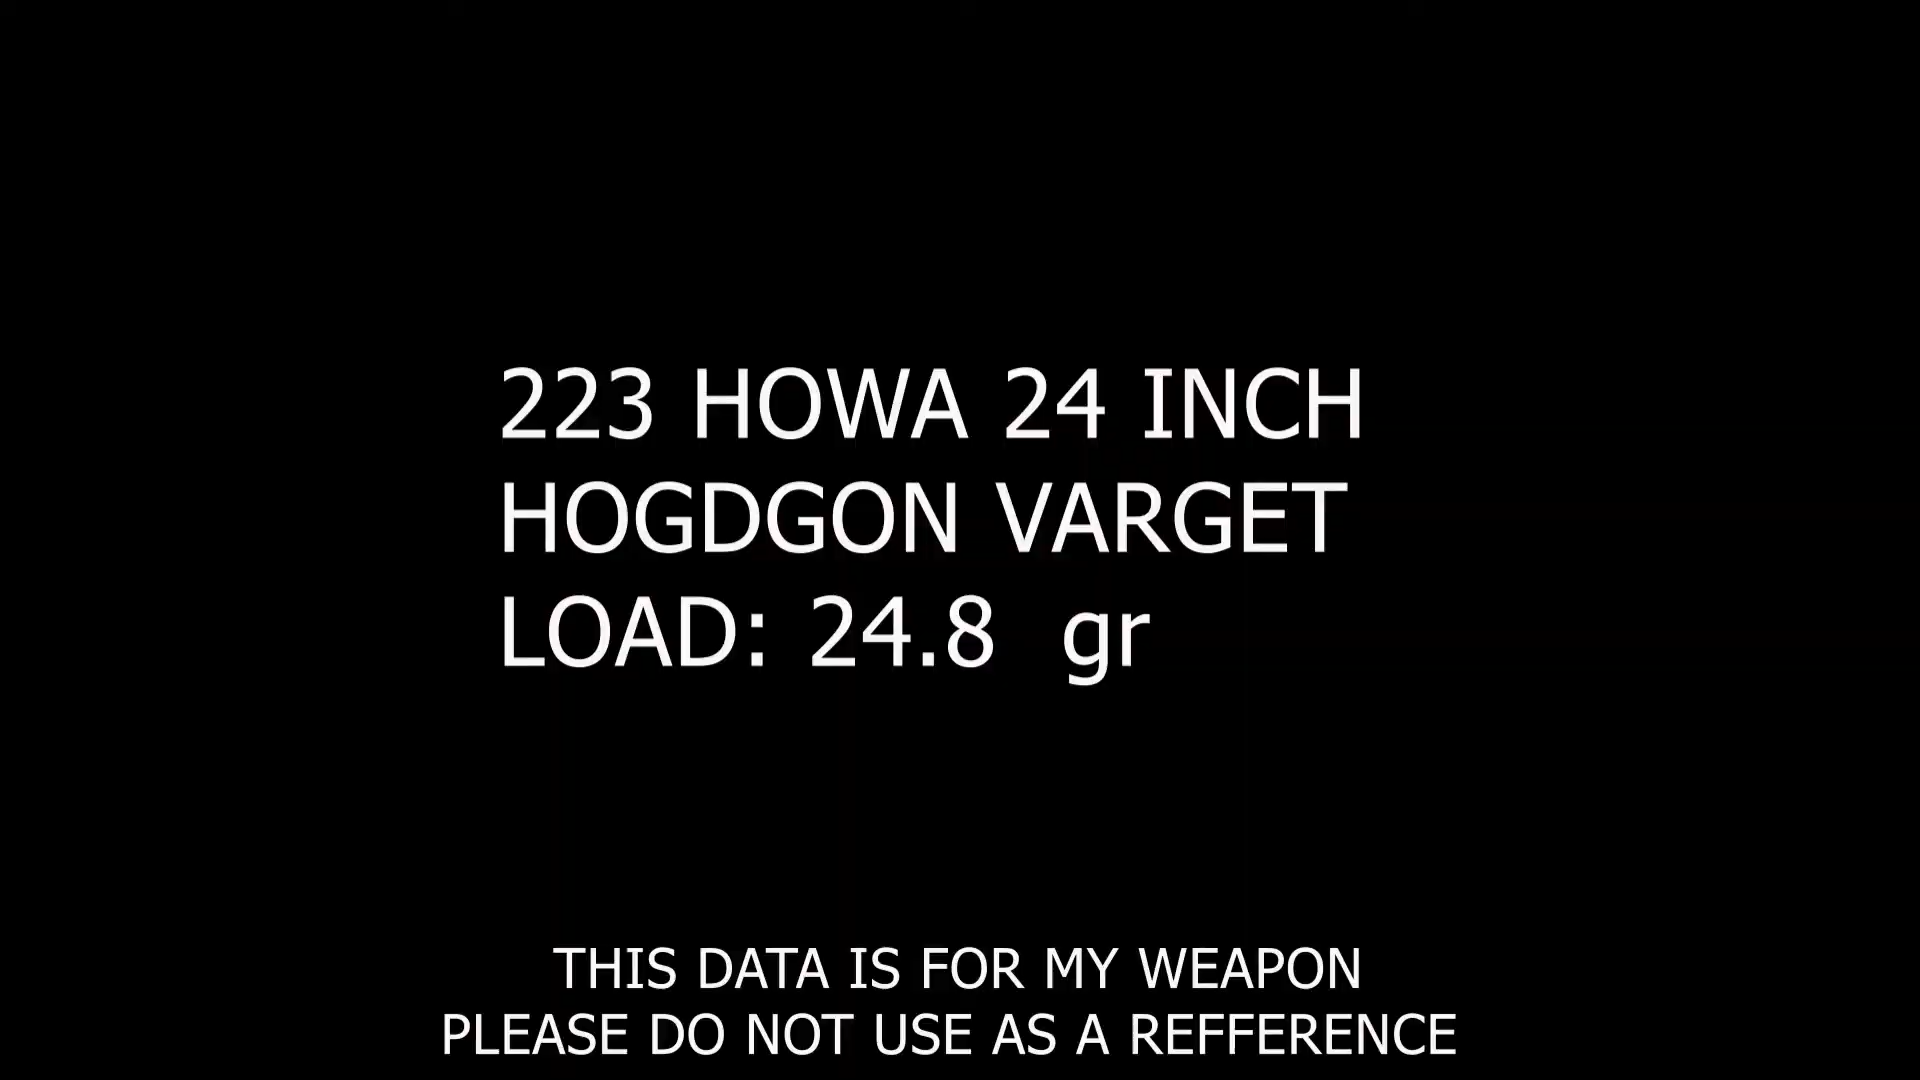 223 HOWA 24 INCH
HOGDGON VARGET
LOAD: 24.8  gr
THIS DATA IS FOR MY WEAPON
PLEASE DO NOT USE AS A REFFERENCE